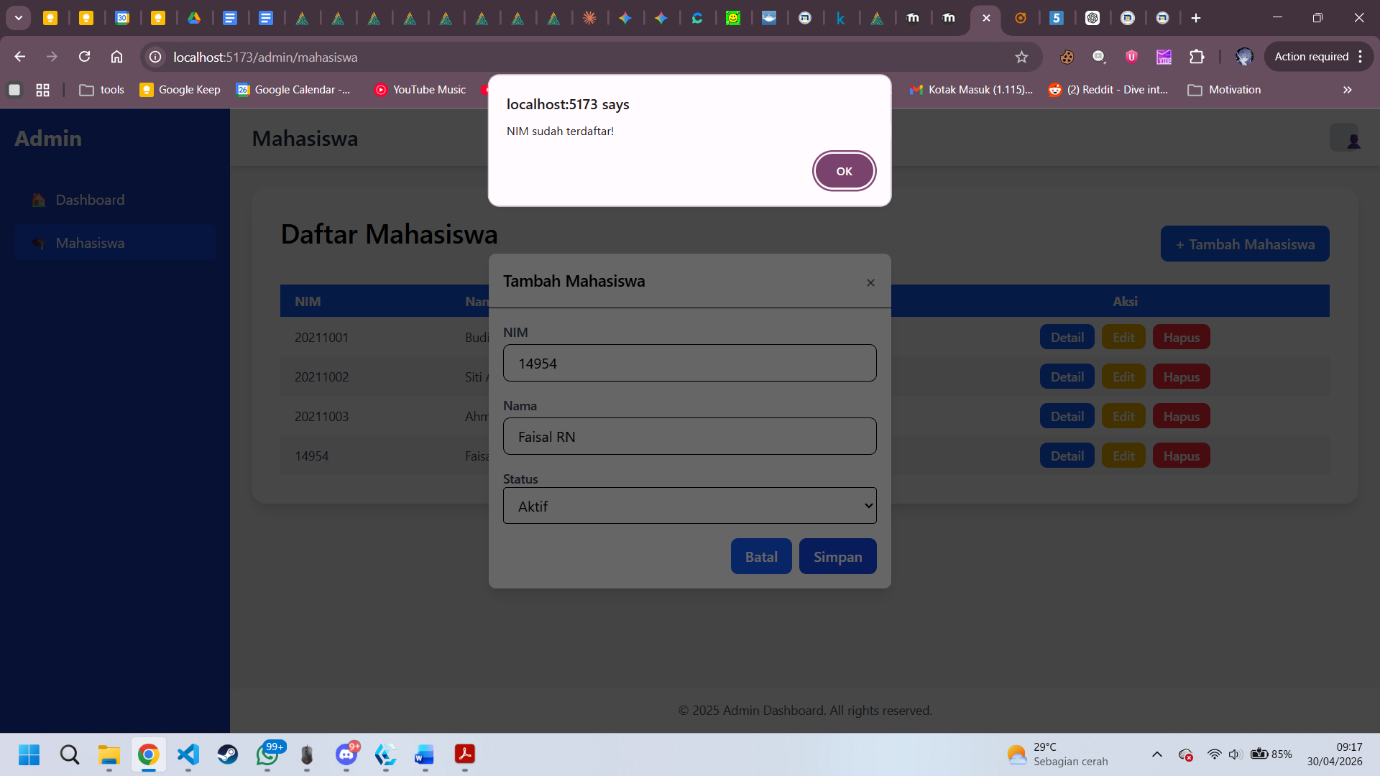 localhost:5173/admin/mahasiswa
Action required
tools
Google Keep
Google Calendar -...
YouTube Music
Kotak Masuk (1.115)...
(2) Reddit - Dive int...
Motivation
localhost:5173 says
NIM sudah terdaftar!
OK
Admin
Dashboard
Mahasiswa
Mahasiswa
Daftar Mahasiswa
+ Tambah Mahasiswa
NIM
Aksi
20211001
Budi
Detail
Edit
Hapus
20211002
Siti
Detail
Edit
Hapus
20211003
Detail
Edit
Hapus
14954
Detail
Edit
Hapus
Tambah Mahasiswa
×
NIM
14954
Nama
Faisal RN
Status
Aktif
Batal
Simpan
© 2025 Admin Dashboard. All rights reserved.
99+
9+
29°C
Sebagian cerah
85%
09:17
30/04/2026